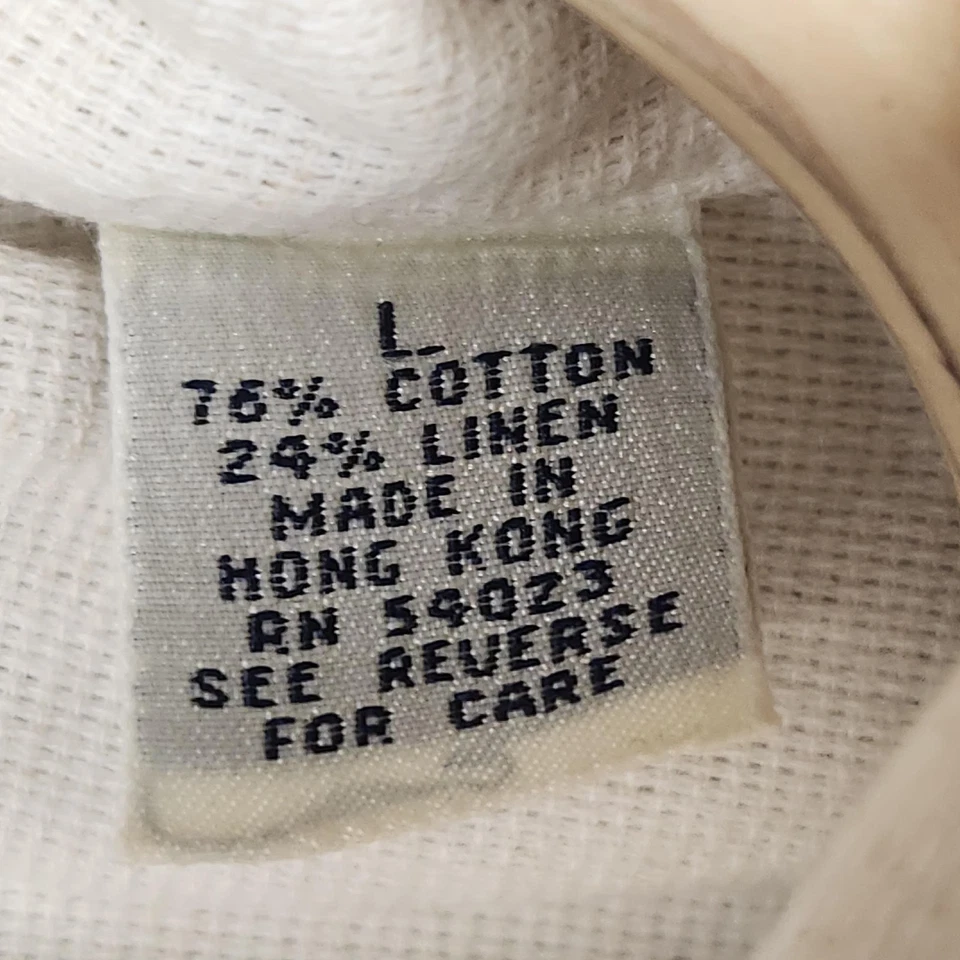 L
76% COTTON
24% LINEN
MADE IN
HONG KONG
RN 54023
SEE REVERSE
FOR CARE